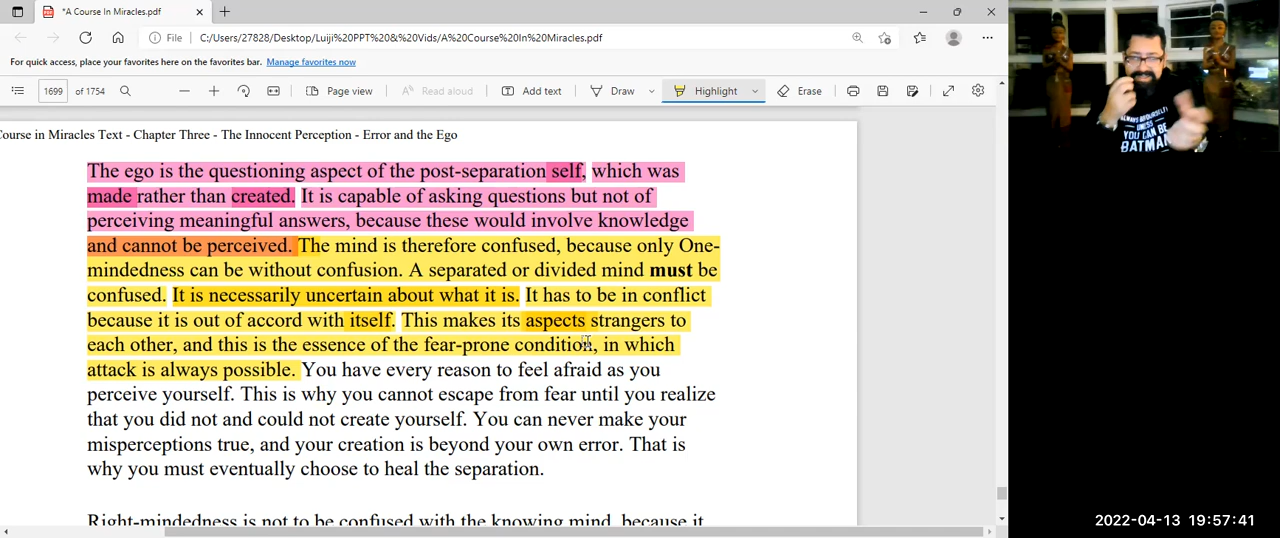 *A Course In Miracles.pdf
File C:/Users/27828/Desktop/Luiji%20PPT%20&%20Vids/A%20Course%20In%20Miracles.pdf
For quick access, place your favorites here on the favorites bar. Manage favorites now
1699 of 1754 Page view Read aloud Add text Draw Highlight Erase
Course in Miracles Text - Chapter Three - The Innocent Perception - Error and the Ego
The ego is the questioning aspect of the post-separation self, which was
made rather than created. It is capable of asking questions but not of
perceiving meaningful answers, because these would involve knowledge
and cannot be perceived. The mind is therefore confused, because only One-
mindedness can be without confusion. A separated or divided mind must be
confused. It is necessarily uncertain about what it is. It has to be in conflict
because it is out of accord with itself. This makes its aspects strangers to
each other, and this is the essence of the fear-prone condition, in which
attack is always possible. You have every reason to feel afraid as you
perceive yourself. This is why you cannot escape from fear until you realize
that you did not and could not create yourself. You can never make your
misperceptions true, and your creation is beyond your own error. That is
why you must eventually choose to heal the separation.
Right-mindedness is not to be confused with the knowing mind, because it
ALWAYS BE YOURSELF
UNLESS
YOU CAN BE
BATMAN
2022-04-13 19:57:41